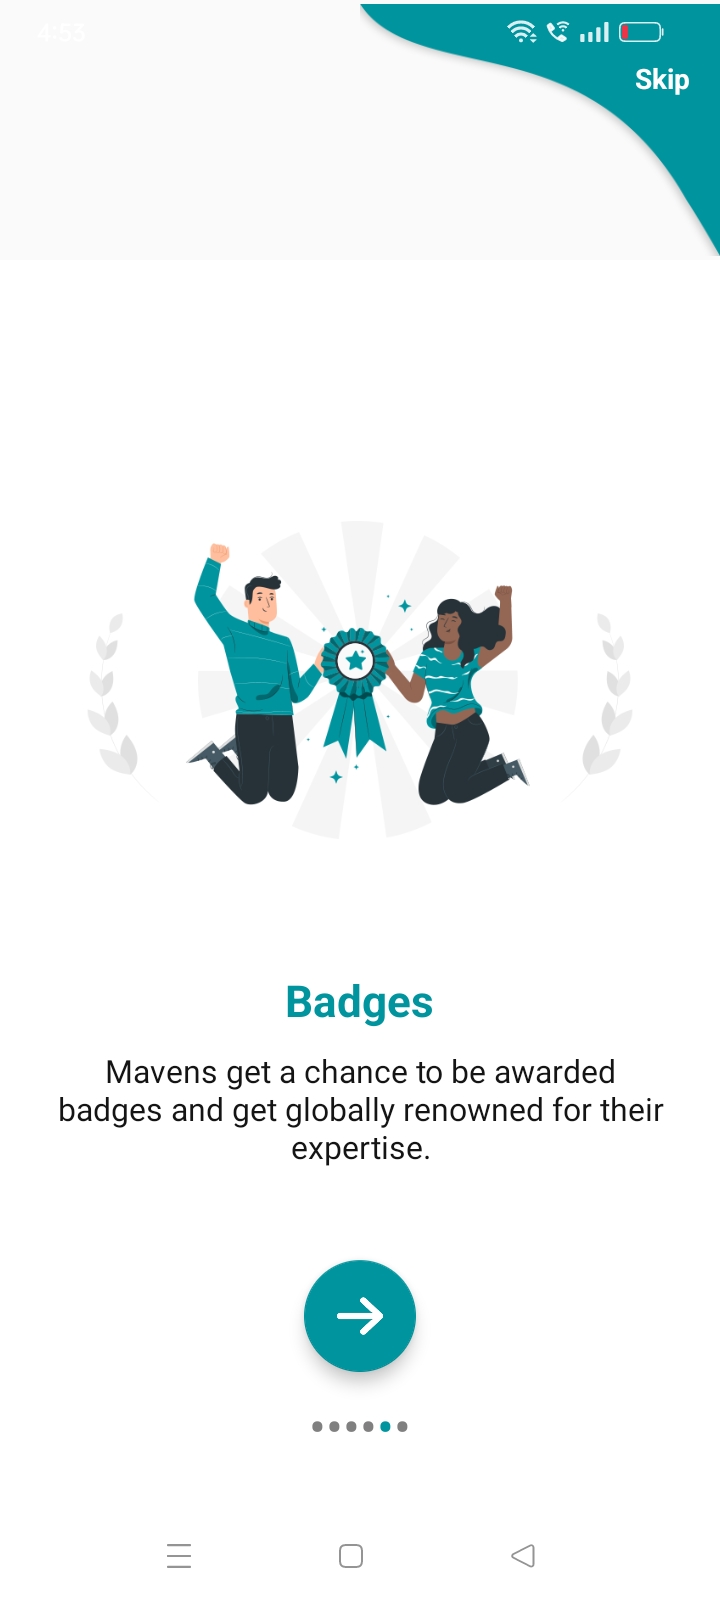 4:53
Skip
Badges
Mavens get a chance to be awarded
badges and get globally renowned for their
expertise.